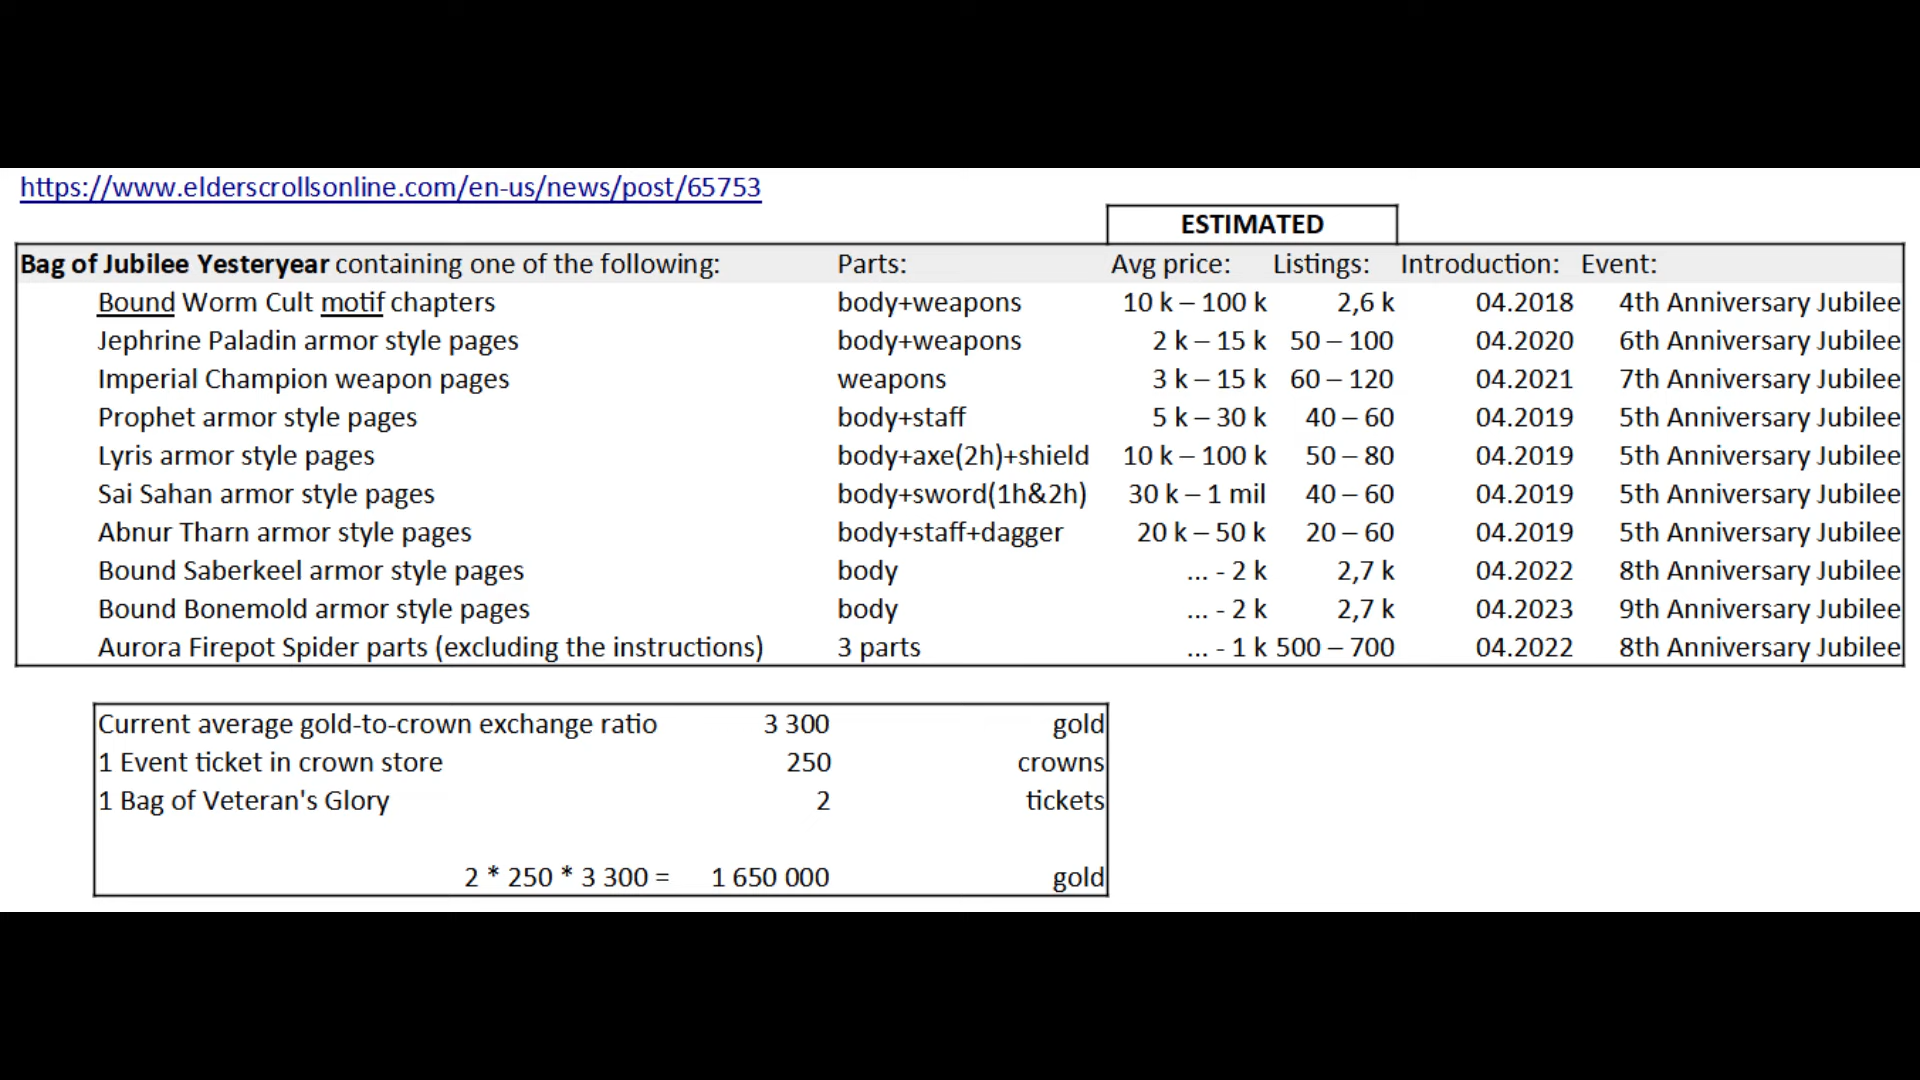 https://www.elderscrollsonline.com/en-us/news/post/65753
ESTIMATED
Bag of Jubilee Yesteryear containing one of the following: Parts: Avg price: Listings: Introduction: Event:
Bound Worm Cult motif chapters body+weapons 10 k – 100 k 2,6 k 04.2018 4th Anniversary Jubilee
Jephrine Paladin armor style pages body+weapons 2 k – 15 k 50 – 100 04.2020 6th Anniversary Jubilee
Imperial Champion weapon pages weapons 3 k – 15 k 60 – 120 04.2021 7th Anniversary Jubilee
Prophet armor style pages body+staff 5 k – 30 k 40 – 60 04.2019 5th Anniversary Jubilee
Lyris armor style pages body+axe(2h)+shield 10 k – 100 k 50 – 80 04.2019 5th Anniversary Jubilee
Sai Sahan armor style pages body+sword(1h&2h) 30 k – 1 mil 40 – 60 04.2019 5th Anniversary Jubilee
Abnur Tharn armor style pages body+staff+dagger 20 k – 50 k 20 – 60 04.2019 5th Anniversary Jubilee
Bound Saberkeel armor style pages body ... - 2 k 2,7 k 04.2022 8th Anniversary Jubilee
Bound Bonemold armor style pages body ... - 2 k 2,7 k 04.2023 9th Anniversary Jubilee
Aurora Firepot Spider parts (excluding the instructions) 3 parts ... - 1 k 500 – 700 04.2022 8th Anniversary Jubilee
Current average gold-to-crown exchange ratio 3 300 gold
1 Event ticket in crown store 250 crowns
1 Bag of Veteran's Glory 2 tickets
2 * 250 * 3 300 = 1 650 000 gold